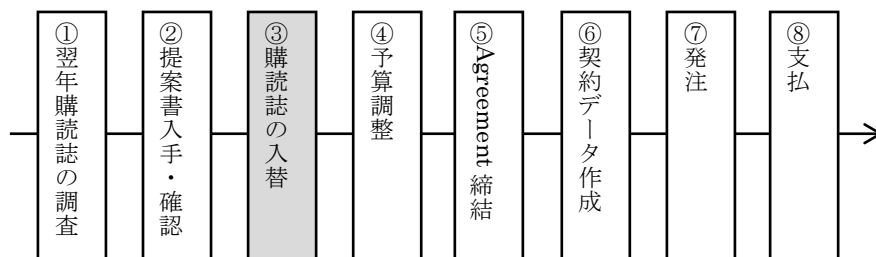 ①翌年購読誌の調査
②提案書入手・確認
③購読誌の入替
④予算調整
⑤Agreement 締結
⑥契約データ作成
⑦発注
⑧支払